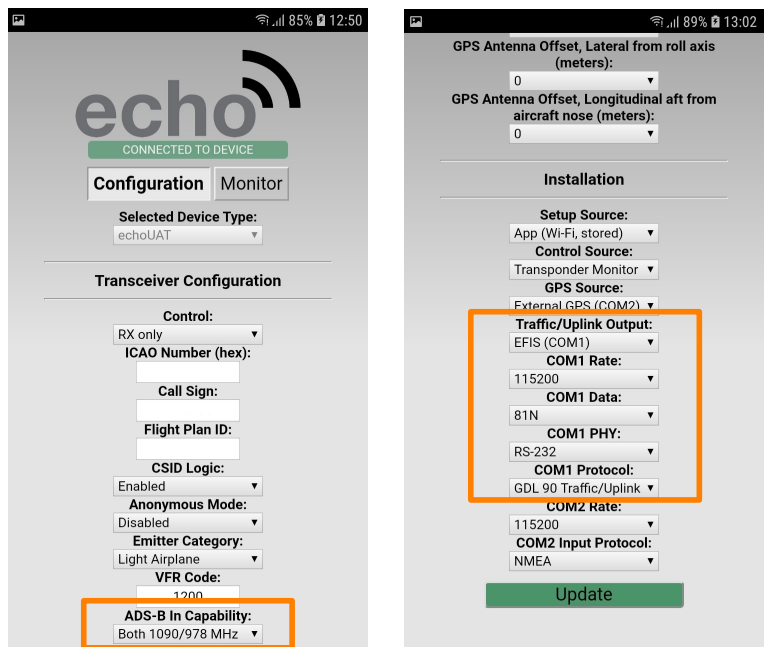 85% 12:50
echo
CONNECTED TO DEVICE
Configuration Monitor
Selected Device Type:
echoUAT
Transceiver Configuration
Control:
RX only
ICAO Number (hex):
Call Sign:
Flight Plan ID:
CSID Logic:
Enabled
Anonymous Mode:
Disabled
Emitter Category:
Light Airplane
VFR Code:
1200
ADS-B In Capability:
Both 1090/978 MHz
89% 13:02
GPS Antenna Offset, Lateral from roll axis
(meters):
0
GPS Antenna Offset, Longitudinal aft from
aircraft nose (meters):
0
Installation
Setup Source:
App (Wi-Fi, stored)
Control Source:
Transponder Monitor
GPS Source:
External GPS (COM2)
Traffic/Uplink Output:
EFIS (COM1)
COM1 Rate:
115200
COM1 Data:
81N
COM1 PHY:
RS-232
COM1 Protocol:
GDL 90 Traffic/Uplink
COM2 Rate:
115200
COM2 Input Protocol:
NMEA
Update